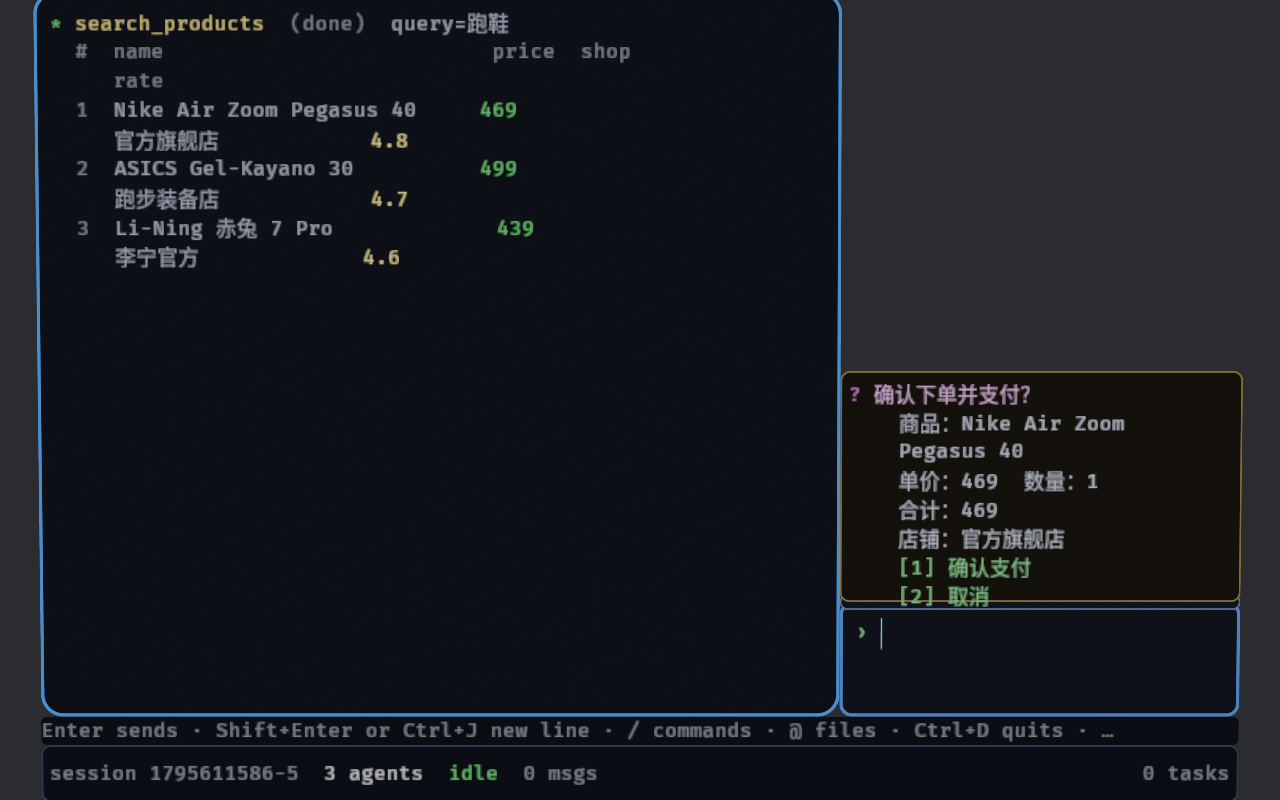 * search_products (done) query=跑鞋
# name price shop
rate
1 Nike Air Zoom Pegasus 40 469
官方旗舰店 4.8
2 ASICS Gel-Kayano 30 499
跑步装备店 4.7
3 Li-Ning 赤兔 7 Pro 439
李宁官方 4.6
? 确认下单并支付?
商品: Nike Air Zoom
Pegasus 40
单价: 469 数量: 1
合计: 469
店铺: 官方旗舰店
[1] 确认支付
[2] 取消
›
Enter sends · Shift+Enter or Ctrl+J new line · / commands · @ files · Ctrl+D quits · …
session 1795611586-5 3 agents idle 0 msgs 0 tasks